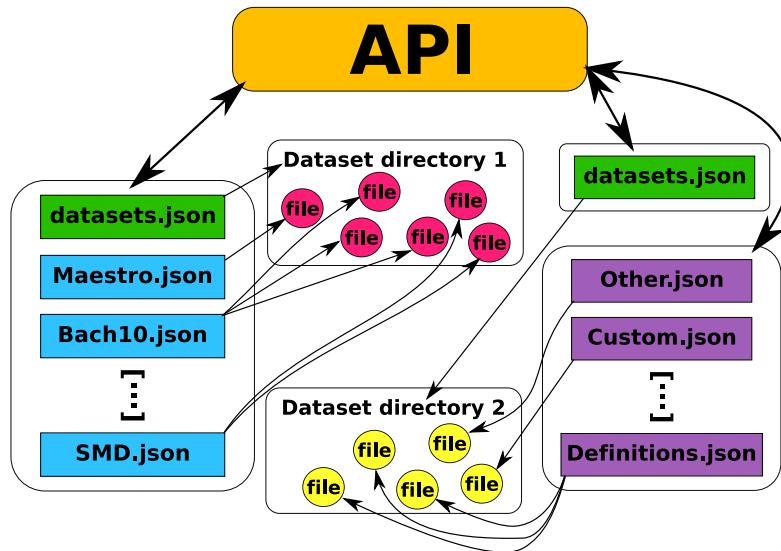 API
Dataset directory 1
file
file
file
file
file
file
datasets.json
Maestro.json
Bach10.json
[...]
SMD.json
datasets.json
Other.json
Custom.json
[...]
Definitions.json
Dataset directory 2
file
file
file
file
file